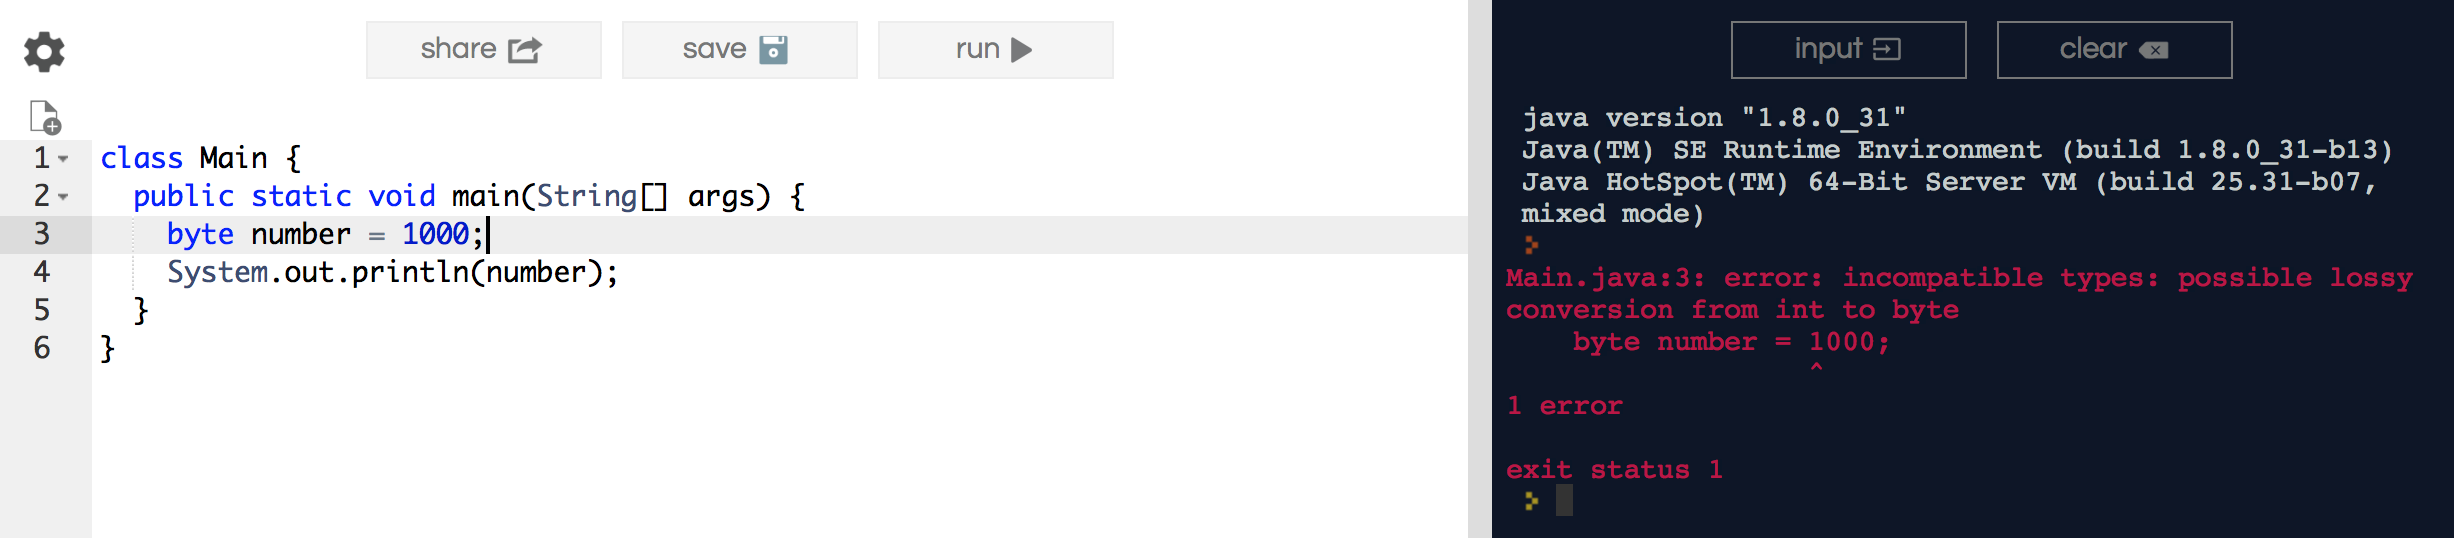 share save run
1 class Main {
2 public static void main(String[] args) {
3 byte number = 1000;
4 System.out.println(number);
5 }
6 }
input clear
java version "1.8.0_31"
Java(TM) SE Runtime Environment (build 1.8.0_31-b13)
Java HotSpot(TM) 64-Bit Server VM (build 25.31-b07,
mixed mode)
Main.java:3: error: incompatible types: possible lossy
conversion from int to byte
byte number = 1000;
^
1 error
exit status 1